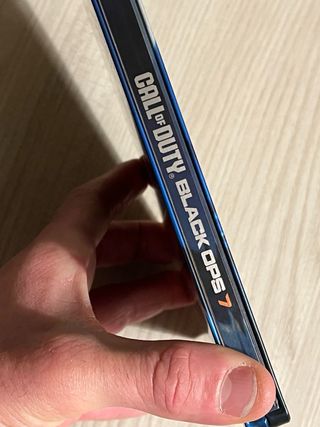 CALL OF DUTY® BLACK OPS 7